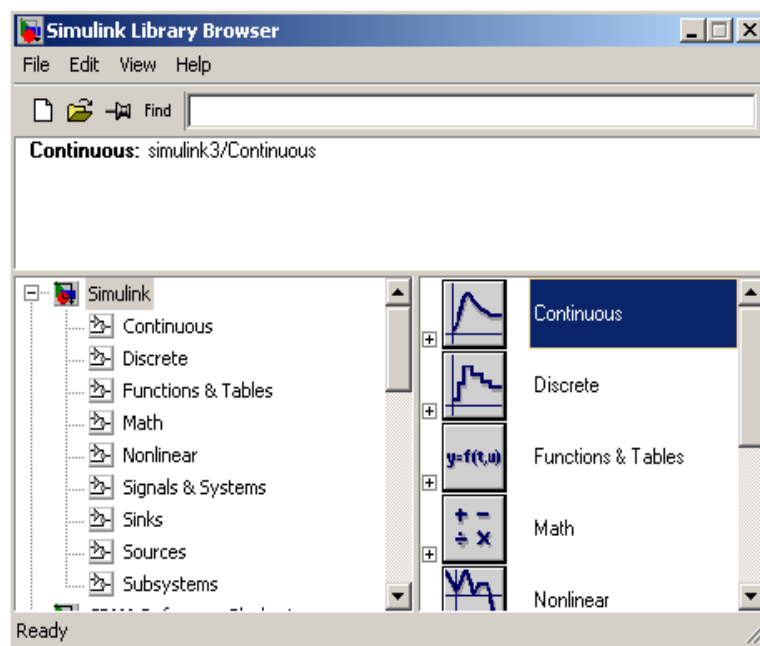 Simulink Library Browser
File Edit View Help
Find
Continuous: simulink3/Continuous
Simulink
Continuous
Discrete
Functions & Tables
Math
Nonlinear
Signals & Systems
Sinks
Sources
Subsystems
Continuous
Discrete
y=f(t,u) Functions & Tables
+ − ÷ × Math
Nonlinear
Ready